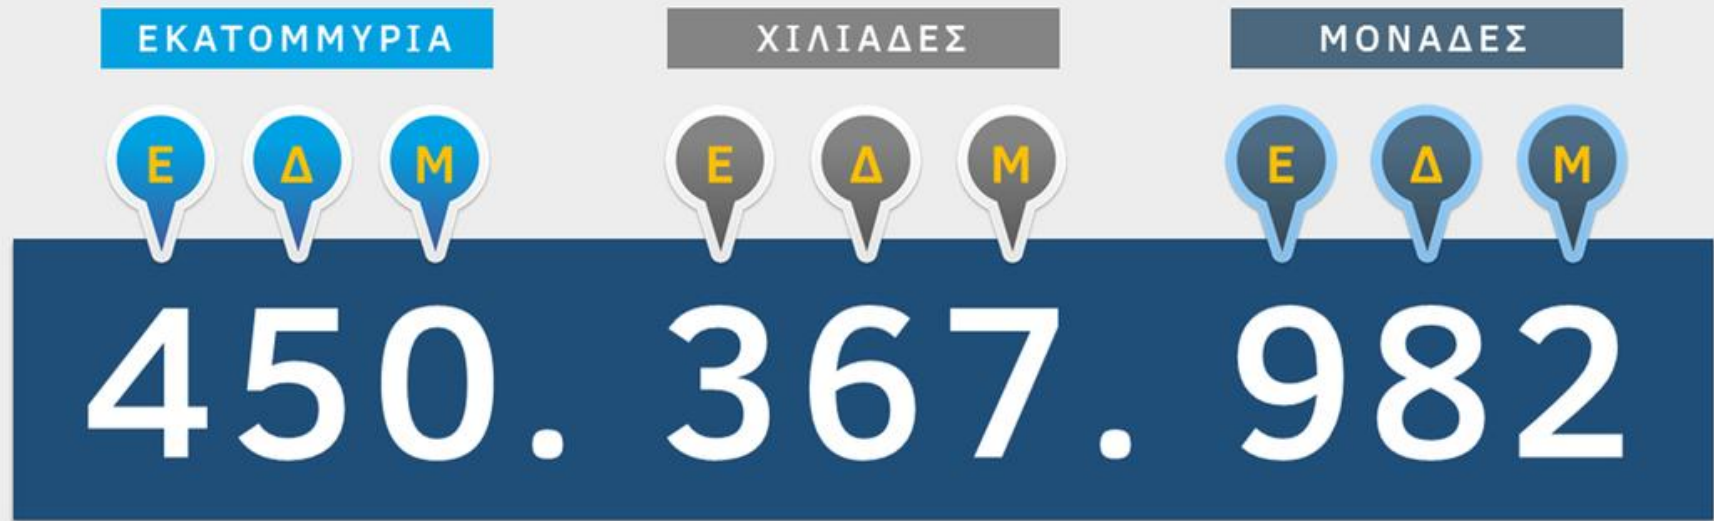 ΕΚΑΤΟΜΜΥΡΙΑ ΧΙΛΙΑΔΕΣ ΜΟΝΑΔΕΣ
Ε Δ Μ Ε Δ Μ Ε Δ Μ
450. 367. 982